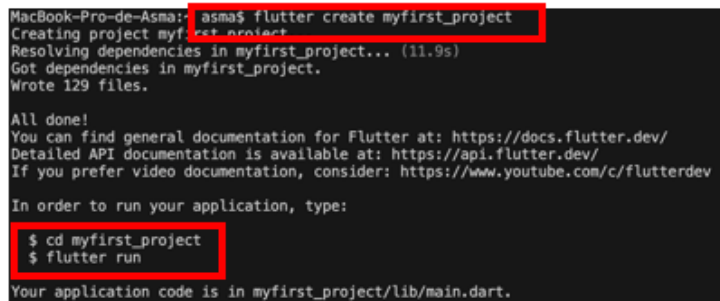 MacBook-Pro-de-Asma:~ asma$ flutter create myfirst_project
Creating project myfirst_project
Resolving dependencies in myfirst_project... (11.9s)
Got dependencies in myfirst_project.
Wrote 129 files.
All done!
You can find general documentation for Flutter at: https://docs.flutter.dev/
Detailed API documentation is available at: https://api.flutter.dev/
If you prefer video documentation, consider: https://www.youtube.com/c/flutterdev
In order to run your application, type:
$ cd myfirst_project
$ flutter run
Your application code is in myfirst_project/lib/main.dart.